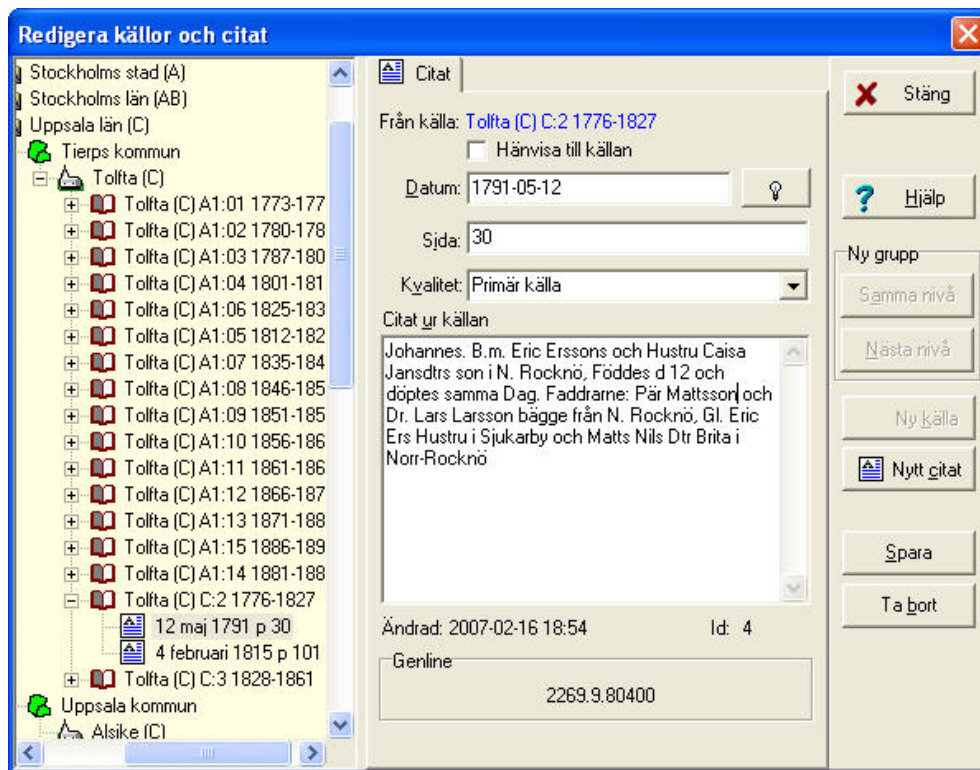 Redigera källor och citat
Stockholms stad (A)
Stockholms län (AB)
Uppsala län (C)
Tierps kommun
Tolfta (C)
Tolfta (C) A1:01 1773-177
Tolfta (C) A1:02 1780-178
Tolfta (C) A1:03 1787-180
Tolfta (C) A1:04 1801-181
Tolfta (C) A1:06 1825-183
Tolfta (C) A1:05 1812-182
Tolfta (C) A1:07 1835-184
Tolfta (C) A1:08 1846-185
Tolfta (C) A1:09 1851-185
Tolfta (C) A1:10 1856-186
Tolfta (C) A1:11 1861-186
Tolfta (C) A1:12 1866-187
Tolfta (C) A1:13 1871-188
Tolfta (C) A1:15 1886-189
Tolfta (C) A1:14 1881-188
Tolfta (C) C:2 1776-1827
12 maj 1791 p 30
4 februari 1815 p 101
Tolfta (C) C:3 1828-1861
Uppsala kommun
Alsike (C)
Citat
Från källa: Tolfta (C) C:2 1776-1827
Hänvisa till källan
Datum: 1791-05-12
Sida: 30
Kvalitet: Primär källa
Citat ur källan
Johannes. B.m. Eric Erssons och Hustru Caisa
Jansdtrs son i N. Rocknö, Föddes d 12 och
döptes samma Dag. Faddrarne: Pär Mattsson och
Dr. Lars Larsson bägge från N. Rocknö, Gl. Eric
Ers Hustru i Sjukarby och Matts Nils Dtr Brita i
Norr-Rocknö
Ändrad: 2007-02-16 18:54 Id: 4
Genline
2269.9.80400
Stäng
Hjälp
Ny grupp
Samma nivå
Nästa nivå
Ny källa
Nytt citat
Spara
Ta bort